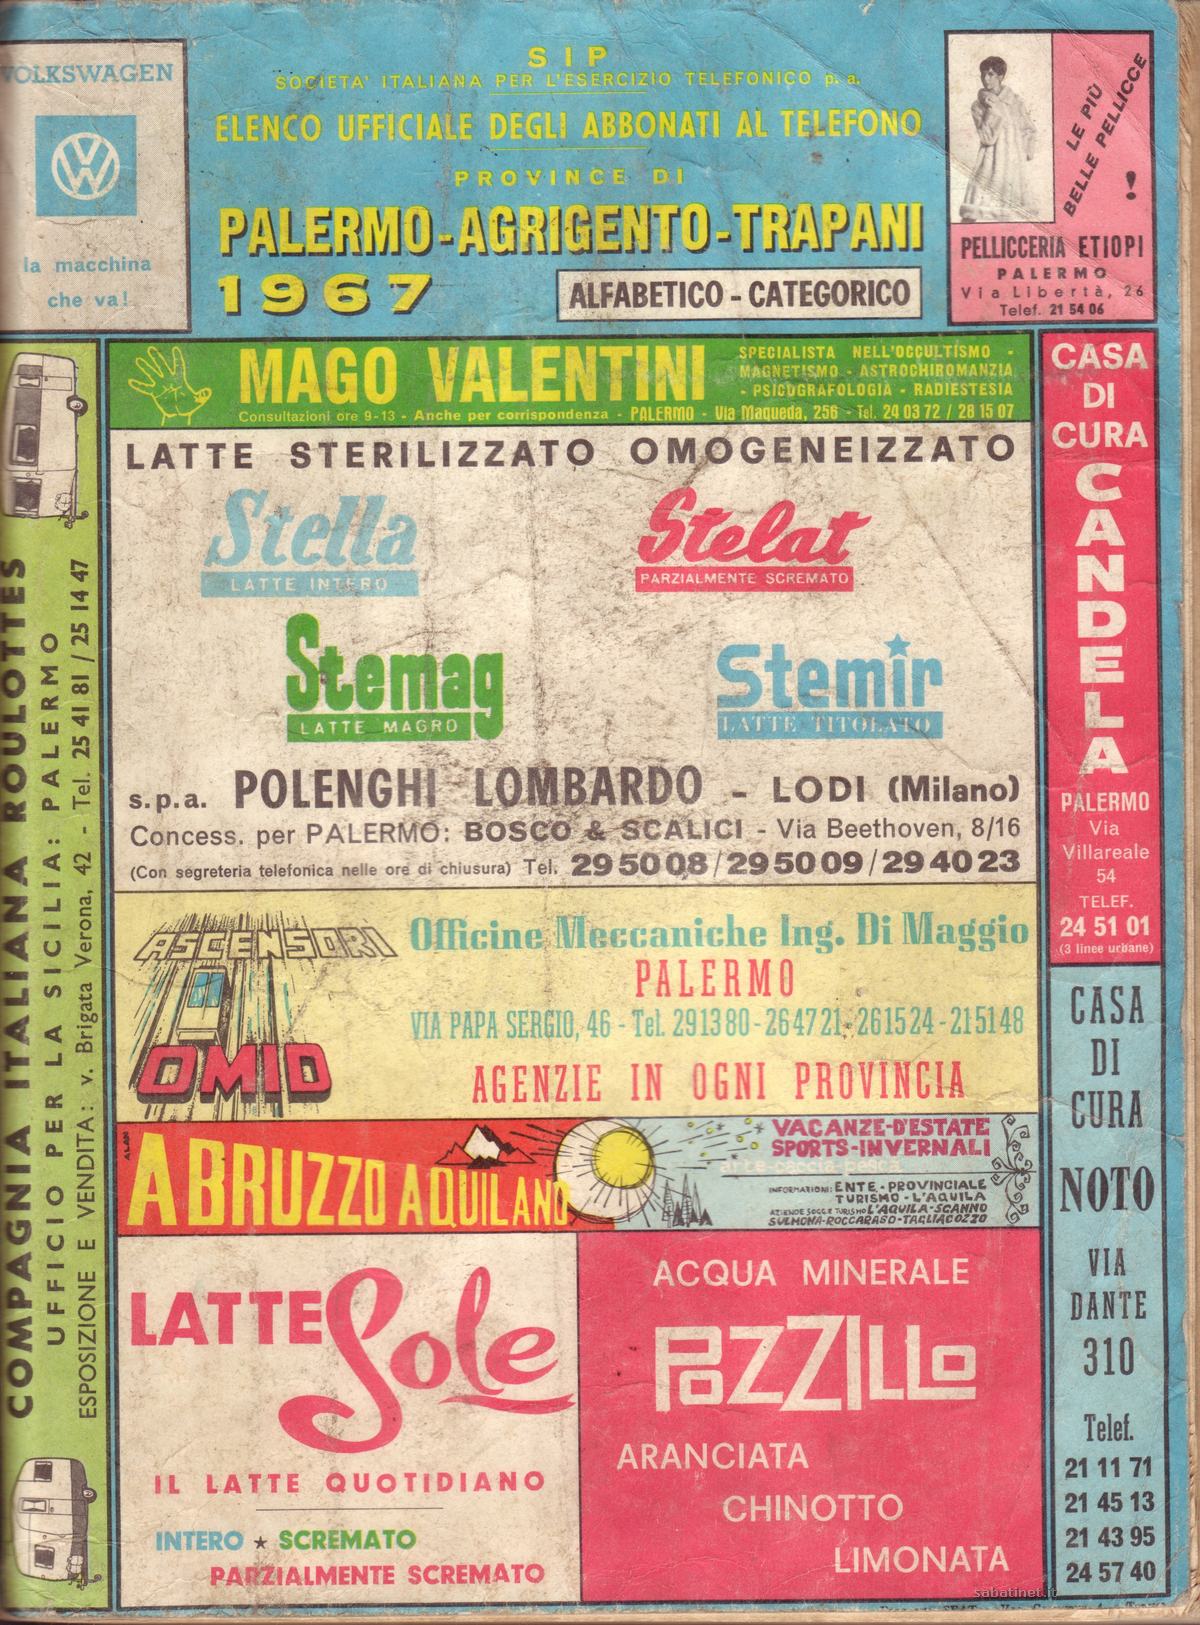 VOLKSWAGEN
la macchina
che va!
SIP
SOCIETA' ITALIANA PER L'ESERCIZIO TELEFONICO p. a.
ELENCO UFFICIALE DEGLI ABBONATI AL TELEFONO
PROVINCE DI
PALERMO-AGRIGENTO-TRAPANI
1967
ALFABETICO - CATEGORICO
LE PIÙ
BELLE PELLICCE
!
PELLICCERIA ETIOPI
PALERMO
Via Libertà, 26
Telef. 21 54 06
COMPAGNIA ITALIANA ROULOTTES
UFFICIO PER LA SICILIA: PALERMO
ESPOSIZIONE E VENDITA: v. Brigata Verona, 42 - Tel. 25 41 81 / 25 14 47
MAGO VALENTINI
SPECIALISTA NELL'OCCULTISMO -
MAGNETISMO - ASTROCHIROMANZIA
- PSICOGRAFOLOGIA - RADIESTESIA
Consultazioni ore 9-13 - Anche per corrispondenza - PALERMO - Via Maqueda, 256 - Tel. 24 03 72 / 28 15 07
LATTE STERILIZZATO OMOGENEIZZATO
Stella
LATTE INTERO
Stelat
PARZIALMENTE SCREMATO
Stemag
LATTE MAGRO
Stemir
LATTE TITOLATO
s.p.a. POLENGHI LOMBARDO - LODI (Milano)
Concess. per PALERMO: BOSCO & SCALICI - Via Beethoven, 8/16
(Con segreteria telefonica nelle ore di chiusura) Tel. 29 50 08 / 29 50 09 / 29 40 23
ASCENSORI
OMID
Officine Meccaniche Ing. Di Maggio
PALERMO
VIA PAPA SERGIO, 46 - Tel. 291380 - 264721 - 261524 - 215148
AGENZIE IN OGNI PROVINCIA
ALAN
ABRUZZO AQUILANO
VACANZE-D'ESTATE
SPORTS-INVERNALI
arte-caccia-pesca
INFORMAZIONI: ENTE - PROVINCIALE
TURISMO - L'AQUILA
AZIENDE SOGG. E TURISMO L'AQUILA-SCANNO
SULMONA-ROCCARASO-TAGLIACOZZO
LATTE Sole
IL LATTE QUOTIDIANO
INTERO ★ SCREMATO
PARZIALMENTE SCREMATO
ACQUA MINERALE
POZZILLO
ARANCIATA
CHINOTTO
LIMONATA
CASA
DI
CURA
CANDELA
PALERMO
Via
Villareale
54
TELEF.
24 51 01
(3 linee urbane)
CASA
DI
CURA
NOTO
VIA
DANTE
310
Telef.
21 11 71
21 45 13
21 43 95
24 57 40
sabatinet.it